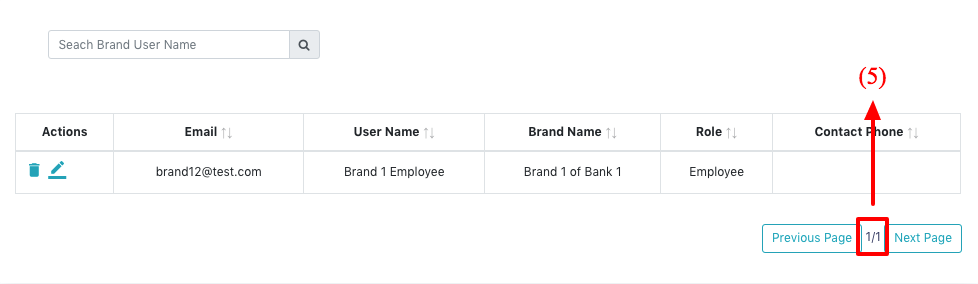 Seach Brand User Name
(5)
Actions Email User Name Brand Name Role Contact Phone
brand12@test.com Brand 1 Employee Brand 1 of Bank 1 Employee
Previous Page 1/1 Next Page